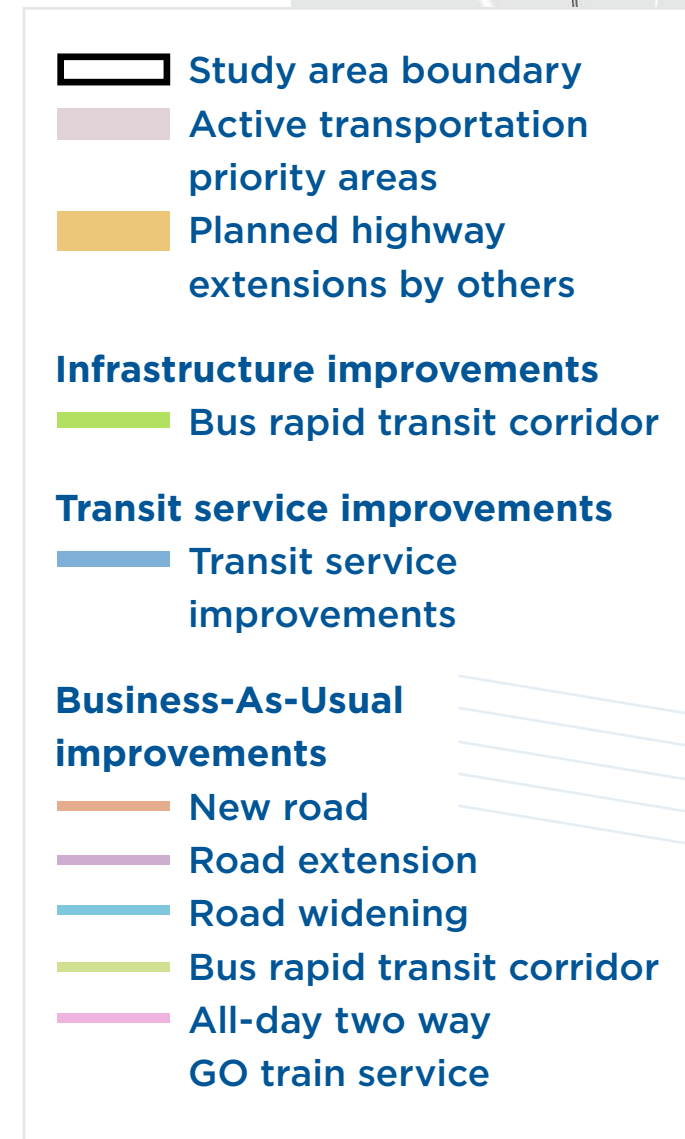 Study area boundary
Active transportation
priority areas
Planned highway
extensions by others
Infrastructure improvements
Bus rapid transit corridor
Transit service improvements
Transit service
improvements
Business-As-Usual
improvements
New road
Road extension
Road widening
Bus rapid transit corridor
All-day two way
GO train service